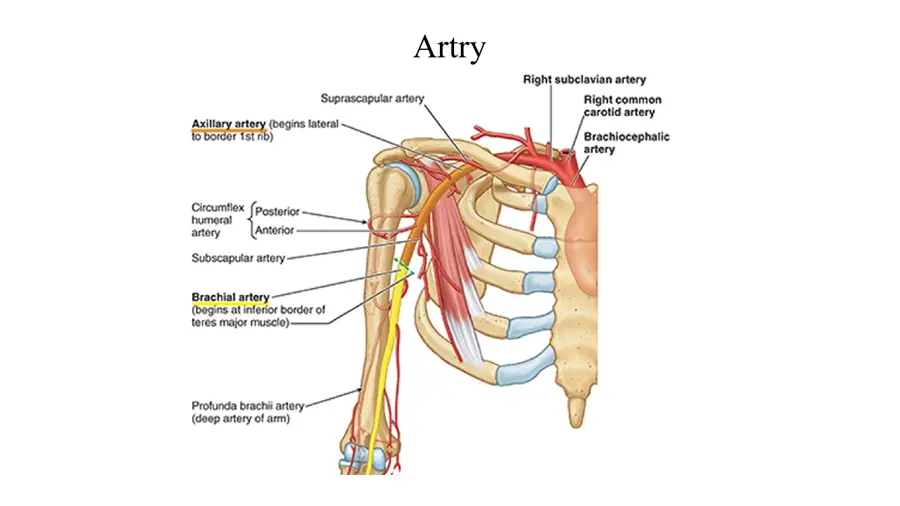 Artry
Right subclavian artery
Suprascapular artery
Right common
carotid artery
Axillary artery (begins lateral
to border 1st rib)
Brachiocephalic
artery
Circumflex
humeral
artery
Posterior
Anterior
Subscapular artery
Brachial artery
(begins at inferior border of
teres major muscle)
Profunda brachii artery
(deep artery of arm)